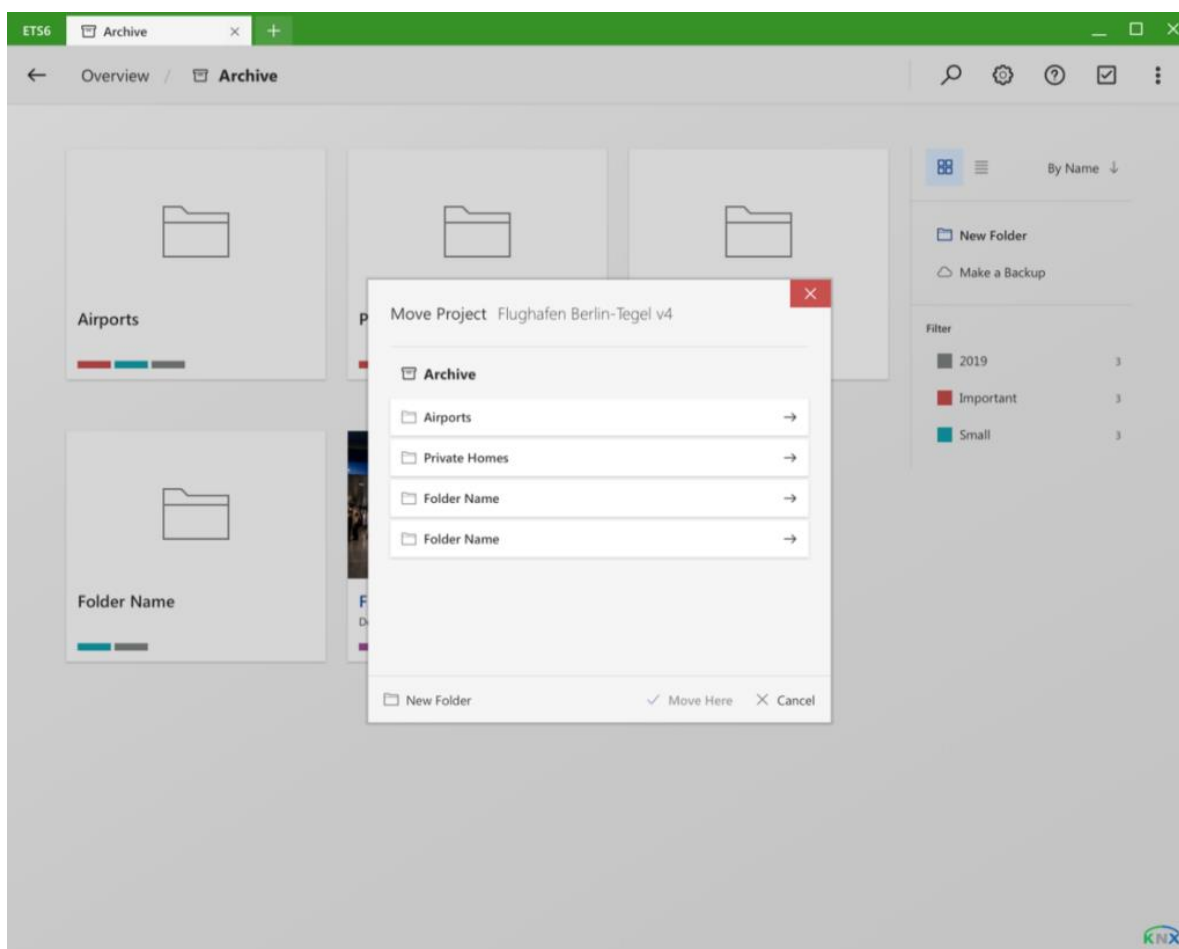 ETS6 Archive
Overview / Archive
By Name
New Folder
Make a Backup
Filter
2019 3
Important 3
Small 3
Airports
P
Folder Name
F
D
Move Project Flughafen Berlin-Tegel v4
Archive
Airports
Private Homes
Folder Name
Folder Name
New Folder Move Here Cancel
KNX